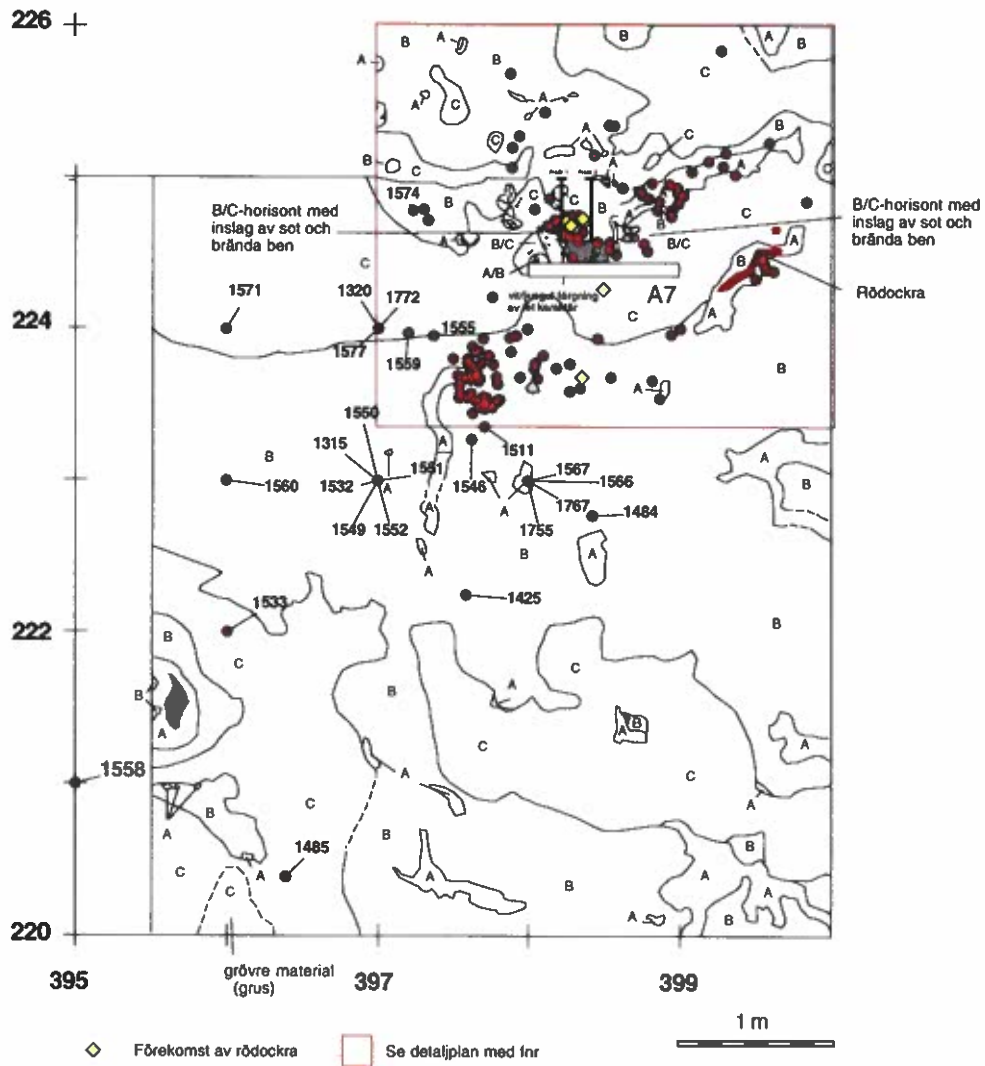 226
A
B
A
B
B
A
B
C
A
A
C
A
C
A
B
C
C
B
A
B
C
C
C
1574
B
B/C-horisont med
inslag av sot och
brända ben
C
B
C
B/C-horisont med
inslag av sot och
brända ben
A
B/C
B
B/C
C
A/B
B
A
Rödockra
A7
1571
1320
1772
224
1577
1555
1559
C
A
C
B
A
1550
1315
1551
1511
A
B
1560
1532
A
1546
1567
1566
A
B
1549
1552
A
A
1767
1755
1484
A
B
A
1425
1533
222
B
B
C
C
B
B
A
A
A
B
A
A
C
C
1558
A
A
B
C
A
B
B
C
1485
A
A
B
A
A
C
B
A
220
395
397
399
grövre material
(grus)
1 m
Förekomst av rödockra
Se detaljplan med fnr